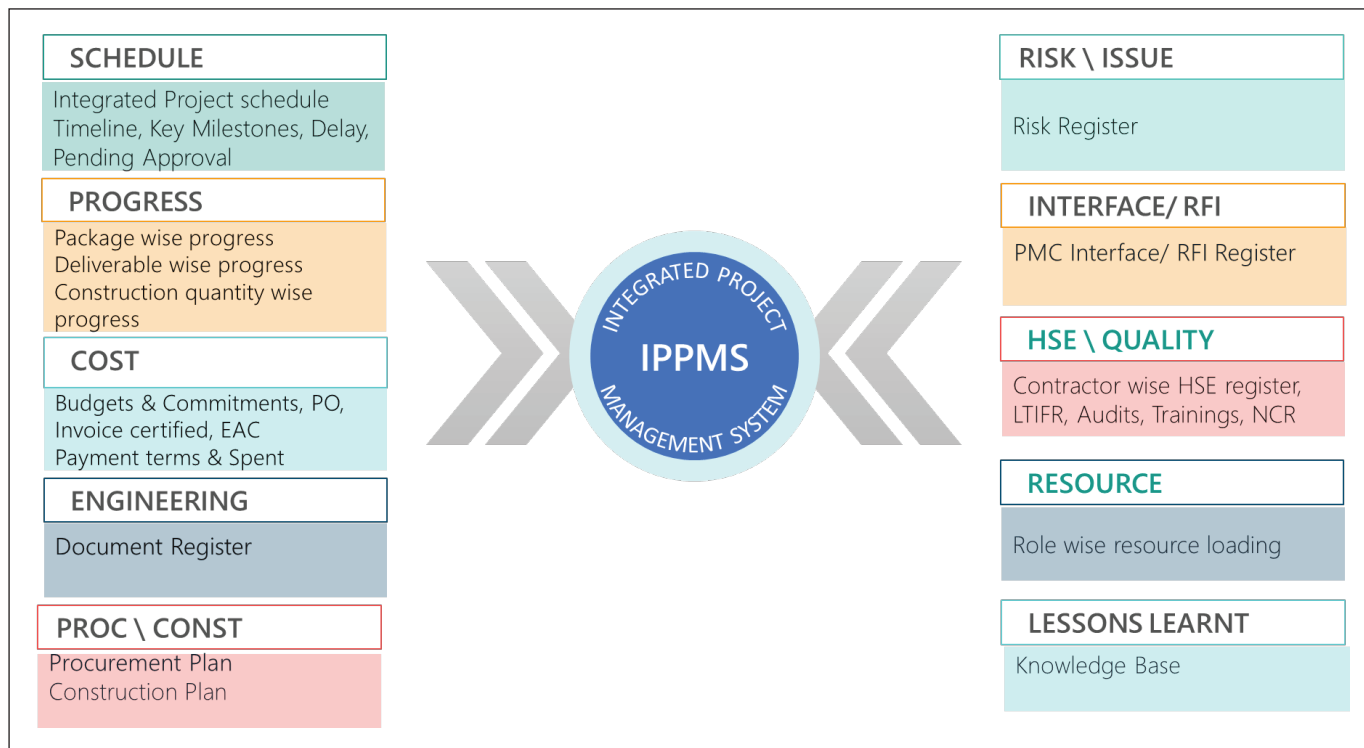 SCHEDULE
Integrated Project schedule
Timeline, Key Milestones, Delay,
Pending Approval
PROGRESS
Package wise progress
Deliverable wise progress
Construction quantity wise
progress
COST
Budgets & Commitments, PO,
Invoice certified, EAC
Payment terms & Spent
ENGINEERING
Document Register
PROC \ CONST
Procurement Plan
Construction Plan
INTEGRATED PROJECT
IPPMS
MANAGEMENT SYSTEM
RISK \ ISSUE
Risk Register
INTERFACE/ RFI
PMC Interface/ RFI Register
HSE \ QUALITY
Contractor wise HSE register,
LTIFR, Audits, Trainings, NCR
RESOURCE
Role wise resource loading
LESSONS LEARNT
Knowledge Base